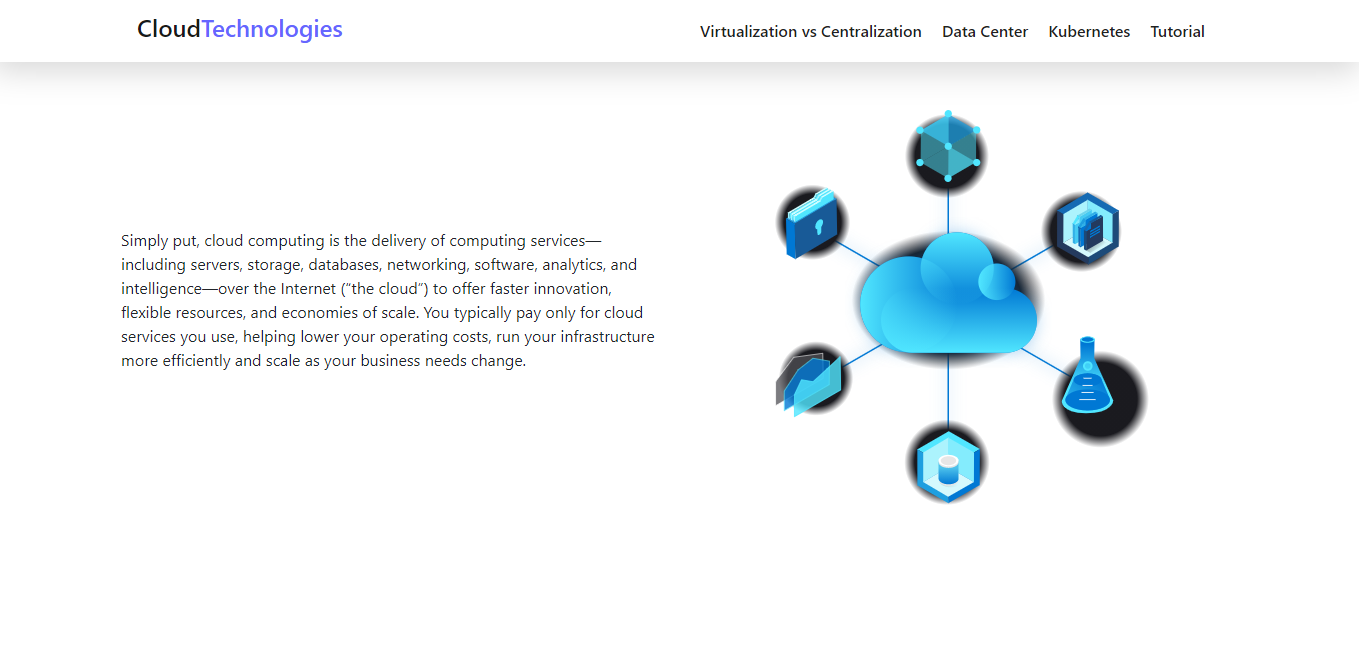 CloudTechnologies
Virtualization vs Centralization Data Center Kubernetes Tutorial
Simply put, cloud computing is the delivery of computing services—
including servers, storage, databases, networking, software, analytics, and
intelligence—over the Internet (“the cloud”) to offer faster innovation,
flexible resources, and economies of scale. You typically pay only for cloud
services you use, helping lower your operating costs, run your infrastructure
more efficiently and scale as your business needs change.